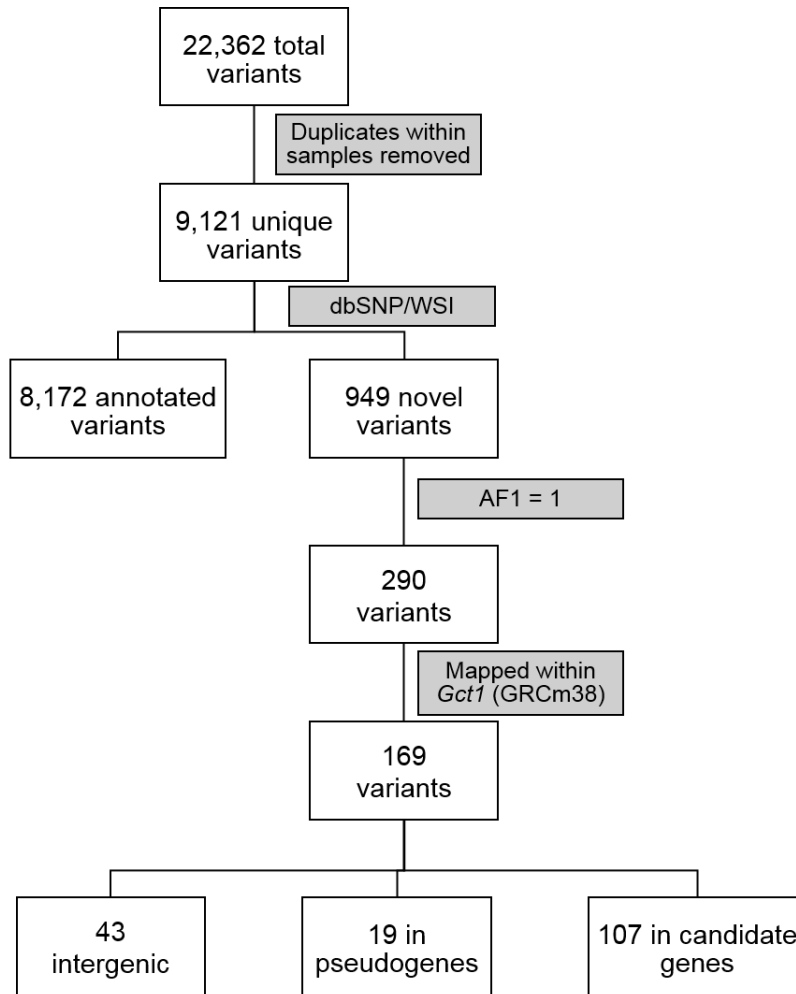 22,362 total
variants
Duplicates within
samples removed
9,121 unique
variants
dbSNP/WSI
8,172 annotated
variants
949 novel
variants
AF1 = 1
290
variants
Mapped within
Gct1 (GRCm38)
169
variants
43
intergenic
19 in
pseudogenes
107 in candidate
genes